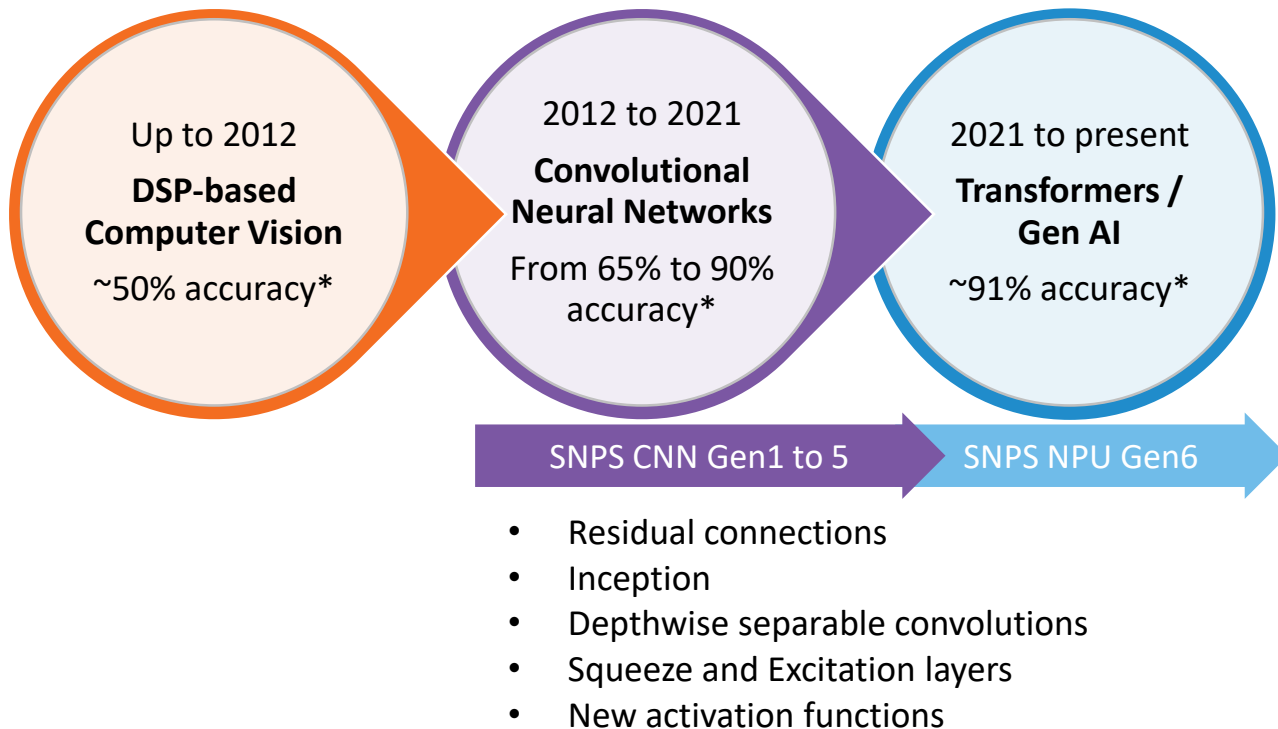 Up to 2012
DSP-based
Computer Vision
~50% accuracy*
2012 to 2021
Convolutional
Neural Networks
From 65% to 90%
accuracy*
2021 to present
Transformers /
Gen AI
~91% accuracy*
SNPS CNN Gen1 to 5
SNPS NPU Gen6
• Residual connections
• Inception
• Depthwise separable convolutions
• Squeeze and Excitation layers
• New activation functions